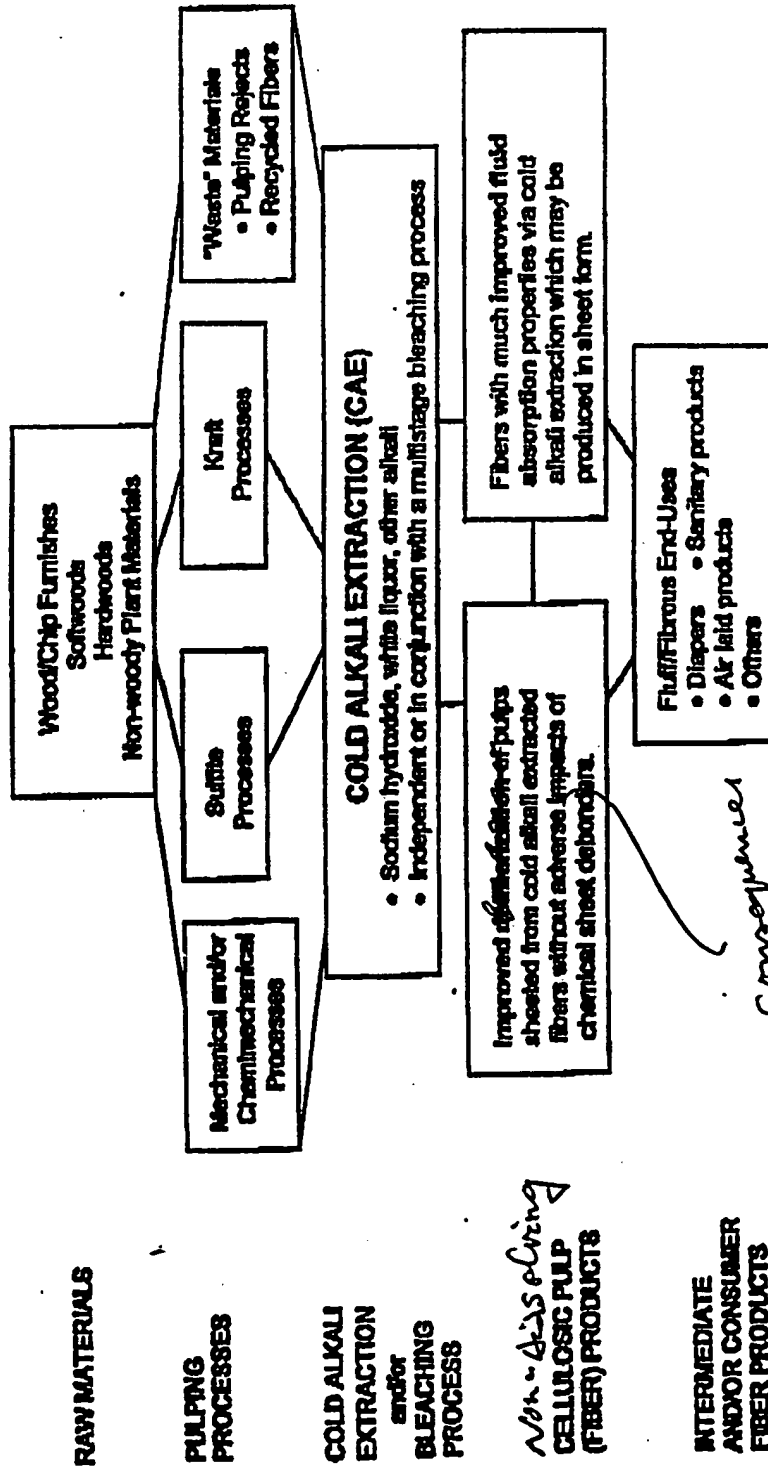 RAW MATERIALS
Wood/Chip Furnishes
Softwoods
Hardwoods
Non-woody Plant Materials
PULPING
PROCESSES
Mechanical and/or
Chemimechanical
Processes
Sulfite
Processes
Kraft
Processes
"Waste" Materials
• Pulping Rejects
• Recycled Fibers
COLD ALKALI
EXTRACTION
and/or
BLEACHING
PROCESS
COLD ALKALI EXTRACTION (CAE)
• Sodium hydroxide, white liquor, other alkali
• Independent or in conjunction with a multistage bleaching process
Non-dissolving
CELLULOSIC PULP
(FIBER) PRODUCTS
Improved of pulps
sheeted from cold alkali extracted
fibers without adverse impacts of
chemical sheet debonders.
Fibers with much improved fluid
absorption properties via cold
alkali extraction which may be
produced in sheet form.
consequences
INTERMEDIATE
AND/OR CONSUMER
FIBER PRODUCTS
Fluff/Fibrous End-Uses
• Diapers • Sanitary products
• Air laid products
• Others